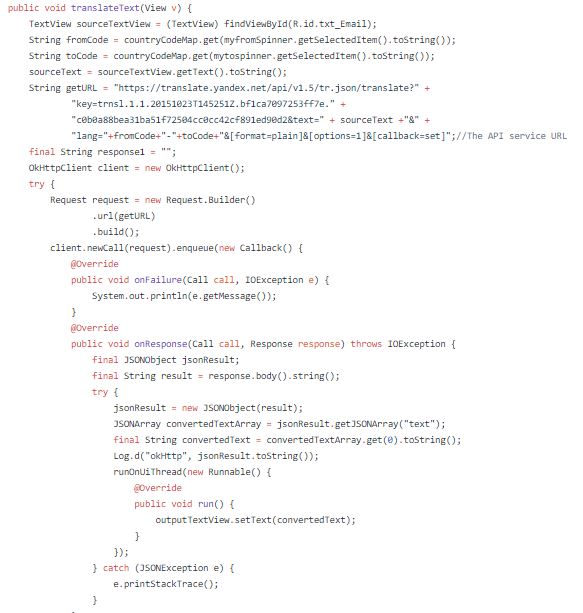 public void translateText(View v) {
TextView sourceTextView = (TextView) findViewById(R.id.txt_Email);
String fromCode = countryCodeMap.get(myfromSpinner.getSelectedItem().toString());
String toCode = countryCodeMap.get(mytospinner.getSelectedItem().toString());
sourceText = sourceTextView.getText().toString();
String getURL = "https://translate.yandex.net/api/v1.5/tr.json/translate?" +
"key=trnsl.1.1.20151023T145251Z.bf1ca7097253ff7e." +
"c0b0a88bea31ba51f72504cc0cc42cf891ed90d2&text=" + sourceText +"&" +
"lang="+fromCode+"-"+toCode+"&[format=plain]&[options=1]&[callback=set]";//The API service URL
final String response1 = "";
OkHttpClient client = new OkHttpClient();
try {
Request request = new Request.Builder()
.url(getURL)
.build();
client.newCall(request).enqueue(new Callback() {
@Override
public void onFailure(Call call, IOException e) {
System.out.println(e.getMessage());
}
@Override
public void onResponse(Call call, Response response) throws IOException {
final JSONObject jsonResult;
final String result = response.body().string();
try {
jsonResult = new JSONObject(result);
JSONArray convertedTextArray = jsonResult.getJSONArray("text");
final String convertedText = convertedTextArray.get(0).toString();
Log.d("okHttp", jsonResult.toString());
runOnUiThread(new Runnable() {
@Override
public void run() {
outputTextView.setText(convertedText);
}
});
} catch (JSONException e) {
e.printStackTrace();
}